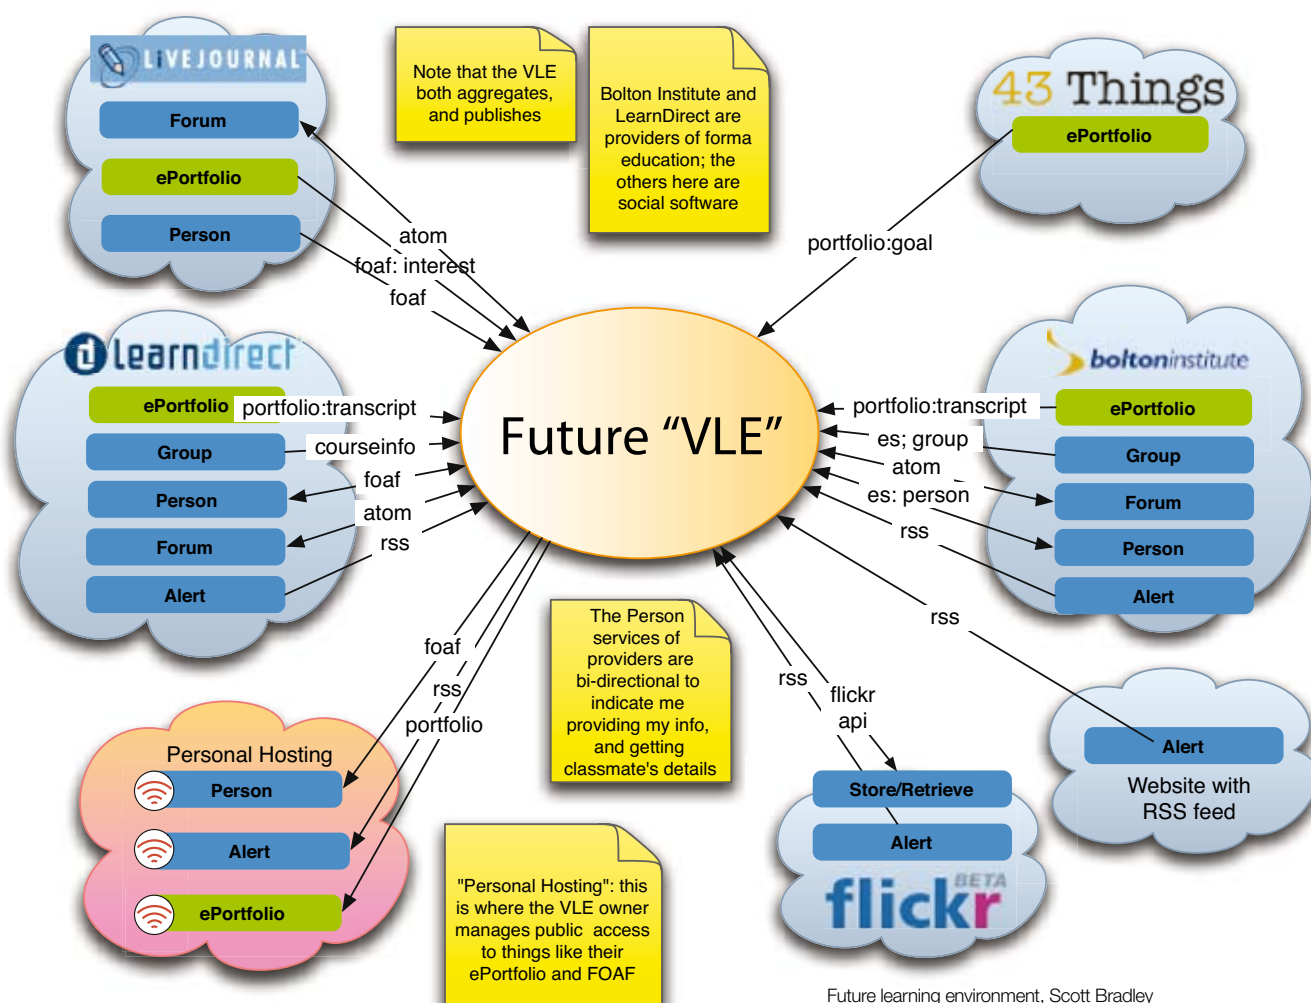 LiVEJOURNAL
Forum
ePortfolio
Person
Note that the VLE
both aggregates,
and publishes
Bolton Institute and
LearnDirect are
providers of forma
education; the
others here are
social software
43 Things
ePortfolio
atom
foaf: interest
foaf
portfolio:goal
d learndirect
ePortfolio
Group
Person
Forum
Alert
portfolio:transcript
courseinfo
foaf
atom
rss
Future “VLE”
portfolio:transcript
es; group
atom
es: person
rss
boltoninstitute
ePortfolio
Group
Forum
Person
Alert
foaf
rss
portfolio
The Person
services of
providers are
bi-directional to
indicate me
providing my info,
and getting
classmate's details
rss
flickr
api
rss
Personal Hosting
Person
Alert
ePortfolio
"Personal Hosting": this
is where the VLE owner
manages public access
to things like their
ePortfolio and FOAF
Store/Retrieve
Alert
BETA
flickr
Alert
Website with
RSS feed
Future learning environment, Scott Bradley